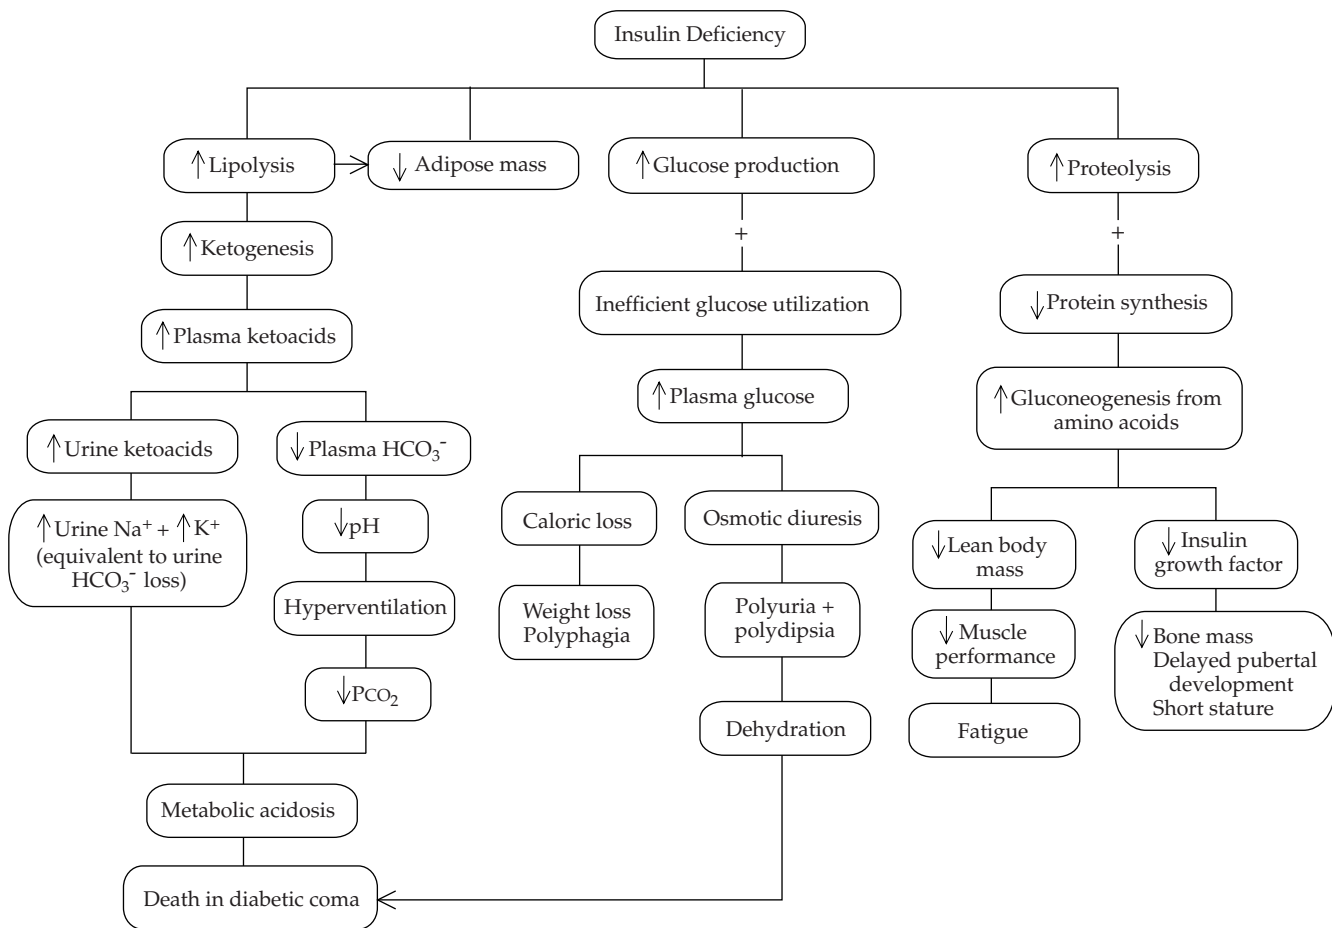 Insulin Deficiency
↑ Lipolysis
↓ Adipose mass
↑ Glucose production
↑ Proteolysis
+
+
↑ Ketogenesis
Inefficient glucose utilization
↓ Protein synthesis
↑ Plasma ketoacids
↑ Plasma glucose
↑ Gluconeogenesis from
amino acoids
↑ Urine ketoacids
↓ Plasma HCO₃⁻
Caloric loss
Osmotic diuresis
↑ Urine Na⁺ + ↑ K⁺
(equivalent to urine
HCO₃⁻ loss)
↓ pH
↓ Lean body
mass
↓ Insulin
growth factor
Hyperventilation
Weight loss
Polyphagia
Polyuria +
polydipsia
↓ Muscle
performance
↓ Bone mass
Delayed pubertal
development
Short stature
↓ PCO₂
Dehydration
Fatigue
Metabolic acidosis
Death in diabetic coma